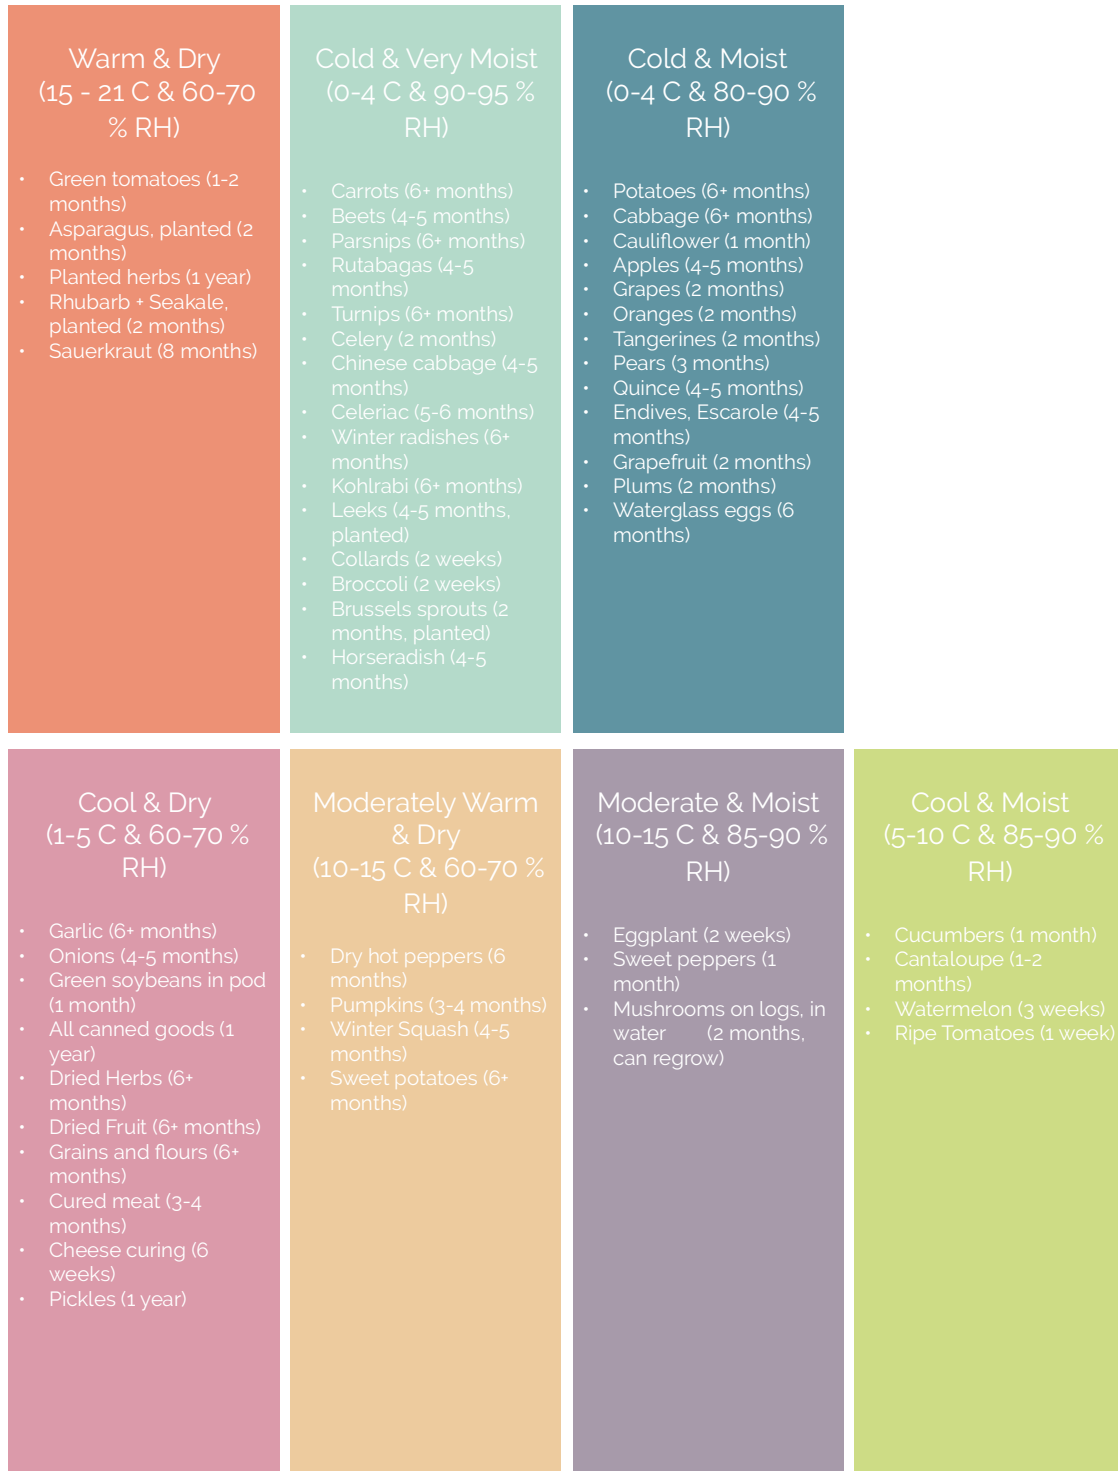 Warm & Dry
(15 - 21 C & 60-70
% RH)
• Green tomatoes (1-2
months)
• Asparagus, planted (2
months)
• Planted herbs (1 year)
• Rhubarb + Seakale,
planted (2 months)
• Sauerkraut (8 months)
Cold & Very Moist
(0-4 C & 90-95 %
RH)
• Carrots (6+ months)
• Beets (4-5 months)
• Parsnips (6+ months)
• Rutabagas (4-5
months)
• Turnips (6+ months)
• Celery (2 months)
• Chinese cabbage (4-5
months)
• Celeriac (5-6 months)
• Winter radishes (6+
months)
• Kohlrabi (6+ months)
• Leeks (4-5 months,
planted)
• Collards (2 weeks)
• Broccoli (2 weeks)
• Brussels sprouts (2
months, planted)
• Horseradish (4-5
months)
Cold & Moist
(0-4 C & 80-90 %
RH)
• Potatoes (6+ months)
• Cabbage (6+ months)
• Cauliflower (1 month)
• Apples (4-5 months)
• Grapes (2 months)
• Oranges (2 months)
• Tangerines (2 months)
• Pears (3 months)
• Quince (4-5 months)
• Endives, Escarole (4-5
months)
• Grapefruit (2 months)
• Plums (2 months)
• Waterglass eggs (6
months)
Cool & Dry
(1-5 C & 60-70 %
RH)
• Garlic (6+ months)
• Onions (4-5 months)
• Green soybeans in pod
(1 month)
• All canned goods (1
year)
• Dried Herbs (6+
months)
• Dried Fruit (6+ months)
• Grains and flours (6+
months)
• Cured meat (3-4
months)
• Cheese curing (6
weeks)
• Pickles (1 year)
Moderately Warm
& Dry
(10-15 C & 60-70 %
RH)
• Dry hot peppers (6
months)
• Pumpkins (3-4 months)
• Winter Squash (4-5
months)
• Sweet potatoes (6+
months)
Moderate & Moist
(10-15 C & 85-90 %
RH)
• Eggplant (2 weeks)
• Sweet peppers (1
month)
• Mushrooms on logs, in
water (2 months,
can regrow)
Cool & Moist
(5-10 C & 85-90 %
RH)
• Cucumbers (1 month)
• Cantaloupe (1-2
months)
• Watermelon (3 weeks)
• Ripe Tomatoes (1 week)